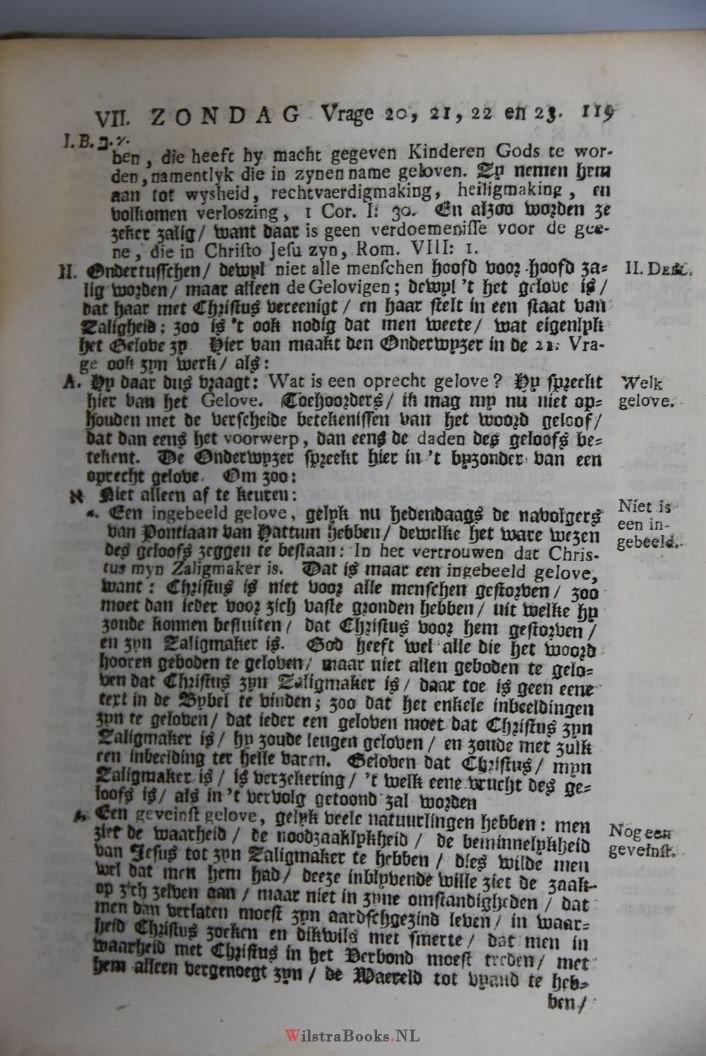 VII. ZONDAG Vrage 20, 21, 22 en 23. 119
I. B. ב. γ.
ben, die heeft hy macht gegeven Kinderen Gods te wor-
den, namentlyk die in zynen name geloven. Zy nemen hem
aan tot wysheid, rechtvaerdigmaking, heiligmaking, en
volkomen verloszing, 1 Cor. I: 30. En alzoo worden ze
zeker zalig/ want daar is geen verdoemenisse voor de gee-
ne, die in Christo Jesu zyn, Rom. VIII: 1.
II. Ondertusschen/ dewyl niet alle menschen hoofd voor hoofd za-
lig worden/ maar alleen de Gelovigen; dewyl 't het gelove is/
dat haar met Christus vereenigt/ en haar stelt in een staat van
Zaligheid; zoo is 't ook nodig dat men weete/ wat eigenlyk
het Gelove zy Hier van maakt den Onderwyzer in de 21. Vra-
ge ook zyn werk/ als:
II. Deel.
A. Hy daar dus vraagt: Wat is een oprecht gelove? Hy spreekt
hier van het Gelove. Toehoorders/ ik mag my nu niet op-
houden met de verscheide betekenissen van het woord geloof/
dat dan eens het voorwerp, dan eens de daden des geloofs be-
tekent. De Onderwyzer spreekt hier in 't byzonder van een
oprecht gelove. Om zoo:
Welk
gelove.
א Niet alleen af te keuren:
α. Een ingebeeld gelove, gelyk nu hedendaags de navolgers
van Pontiaan van Hattum hebben/ dewelke het ware wezen
des geloofs zeggen te bestaan: In het vertrouwen dat Chris-
tus myn Zaligmaker is. Dat is maar een ingebeeld gelove,
want: Christus is niet voor alle menschen gestorven/ zoo
moet dan ieder voor zich vaste gronden hebben/ uit welke hy
zoude konnen besluiten/ dat Christus voor hem gestorven/
en zyn Zaligmaker is. God heeft wel alle die het woord
hooren geboden te geloven/ maar niet allen geboden te gelo-
ven dat Christus zyn Zaligmaker is/ daar toe is geen eene
text in de Bybel te vinden; zoo dat het enkele inbeeldingen
zyn te geloven/ dat ieder een geloven moet dat Christus zyn
Zaligmaker is/ hy zoude leugen geloven/ en zoude met zulk
een inbeelding ter helle varen. Geloven dat Christus/ myn
Zaligmaker is/ is verzekering/ 't welk eene vrucht des ge-
loofs is/ als in 't vervolg getoond zal worden
Niet is
een in-
gebeeld.
Een geveinst gelove, gelyk veele natuurlingen hebben: men
ziet de waarheid/ de noodzaaklykheid/ de beminnelykheid
van Jesus tot zyn Zaligmaker te hebben/ dies wilde men
wel dat men hem had/ deeze inblyvende wille ziet de zaak
op zich zelven aan/ maar niet in zyne omstandigheden/ dat
men dan verlaten moest zyn aardschgezind leven/ in waar-
heid Christus zoeken en dikwils met smerte/ dat men in
waarheid met Christus in het Verbond moest treden/ met
hem alleen vergenoegt zyn/ de Waereld tot vyand te heb-
ben/
Nog een
geveinst.
WilstraBooks.NL